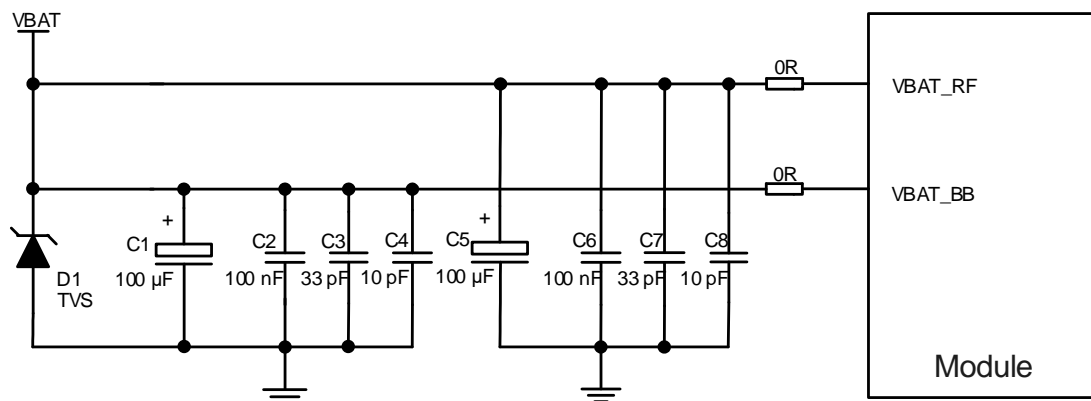 VBAT
0R
VBAT_RF
0R
VBAT_BB
+
+
C1
C2
C3
C4
C5
C6
C7
C8
100 µF
100 nF
33 pF
10 pF
100 µF
100 nF
33 pF
10 pF
D1
TVS
Module